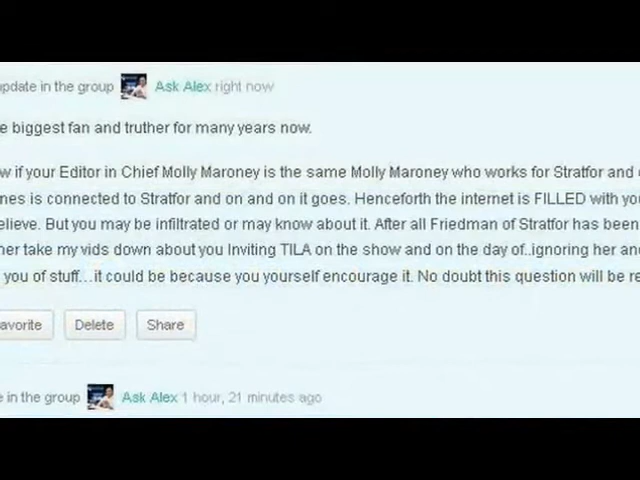 update in the group Ask Alex right now
e biggest fan and truther for many years now.
w if your Editor in Chief Molly Maroney is the same Molly Maroney who works for Stratfor and
nes is connected to Stratfor and on and on it goes. Henceforth the internet is FILLED with you
elieve. But you may be infiltrated or may know about it. After all Friedman of Stratfor has been
her take my vids down about you Inviting TILA on the show and on the day of..ignoring her and
you of stuff...it could be because you yourself encourage it. No doubt this question will be re
avorite Delete Share
e in the group Ask Alex 1 hour, 21 minutes ago